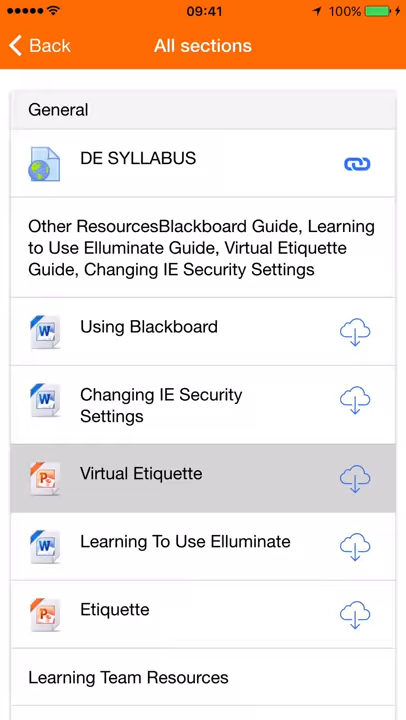 09:41
100%
Back
All sections
General
DE SYLLABUS
Other ResourcesBlackboard Guide, Learning
to Use Elluminate Guide, Virtual Etiquette
Guide, Changing IE Security Settings
Using Blackboard
Changing IE Security
Settings
Virtual Etiquette
Learning To Use Elluminate
Etiquette
Learning Team Resources